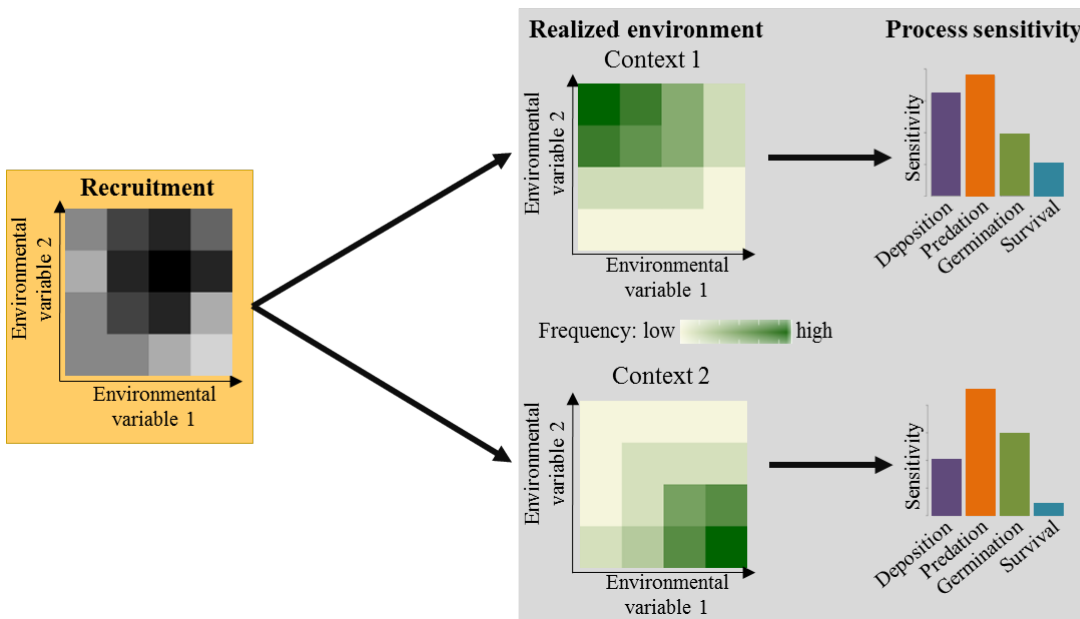 Recruitment
Environmental
variable 2
Environmental
variable 1
Realized environment
Process sensitivity
Context 1
Environmental
variable 2
Environmental
variable 1
Sensitivity
Deposition
Predation
Germination
Survival
Frequency: low
high
Context 2
Environmental
variable 2
Environmental
variable 1
Sensitivity
Deposition
Predation
Germination
Survival